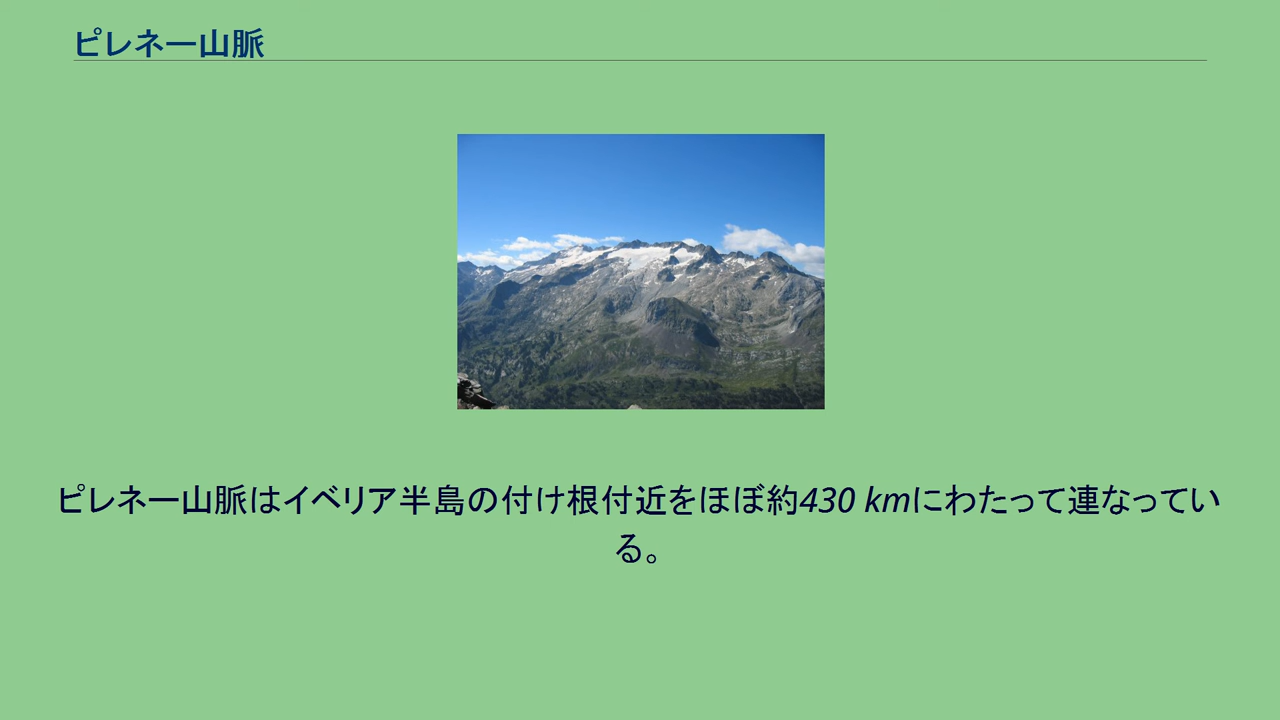 ピレネー山脈
ピレネー山脈はイベリア半島の付け根付近をほぼ約430 kmにわたって連なってい
る。